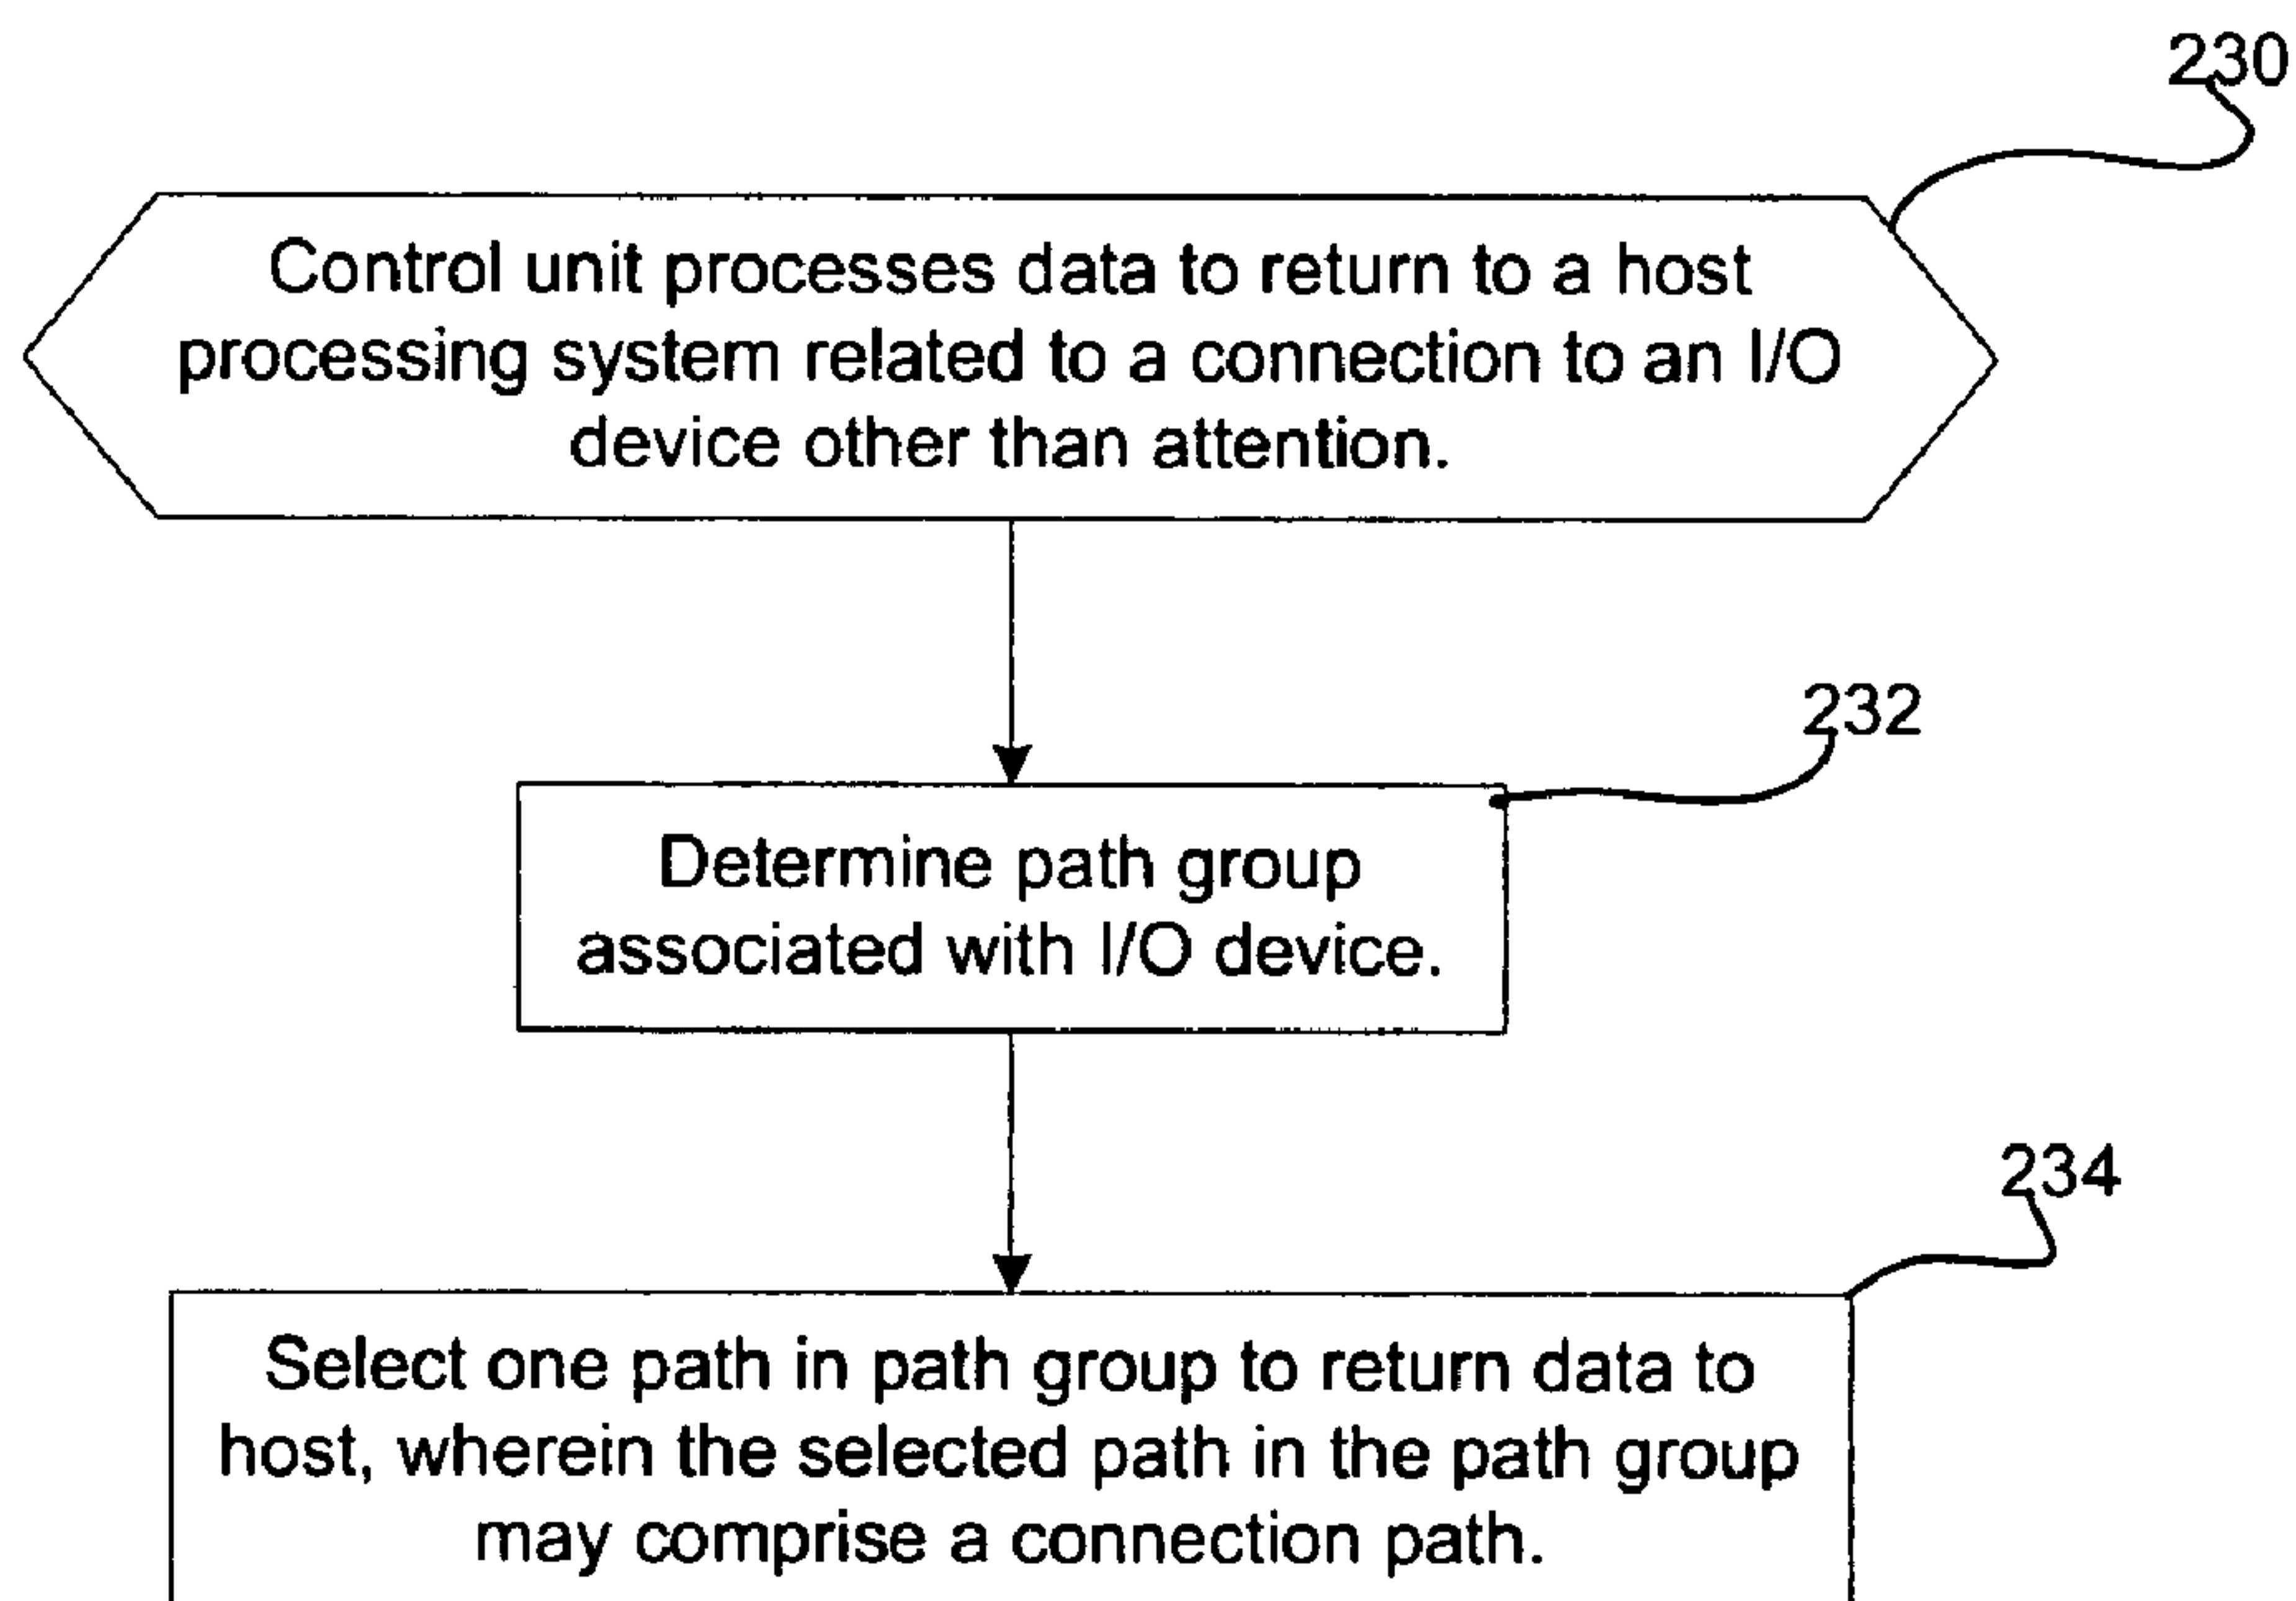 230
Control unit processes data to return to a host
processing system related to a connection to an I/O
device other than attention.
232
Determine path group
associated with I/O device.
234
Select one path in path group to return data to
host, wherein the selected path in the path group
may comprise a connection path.